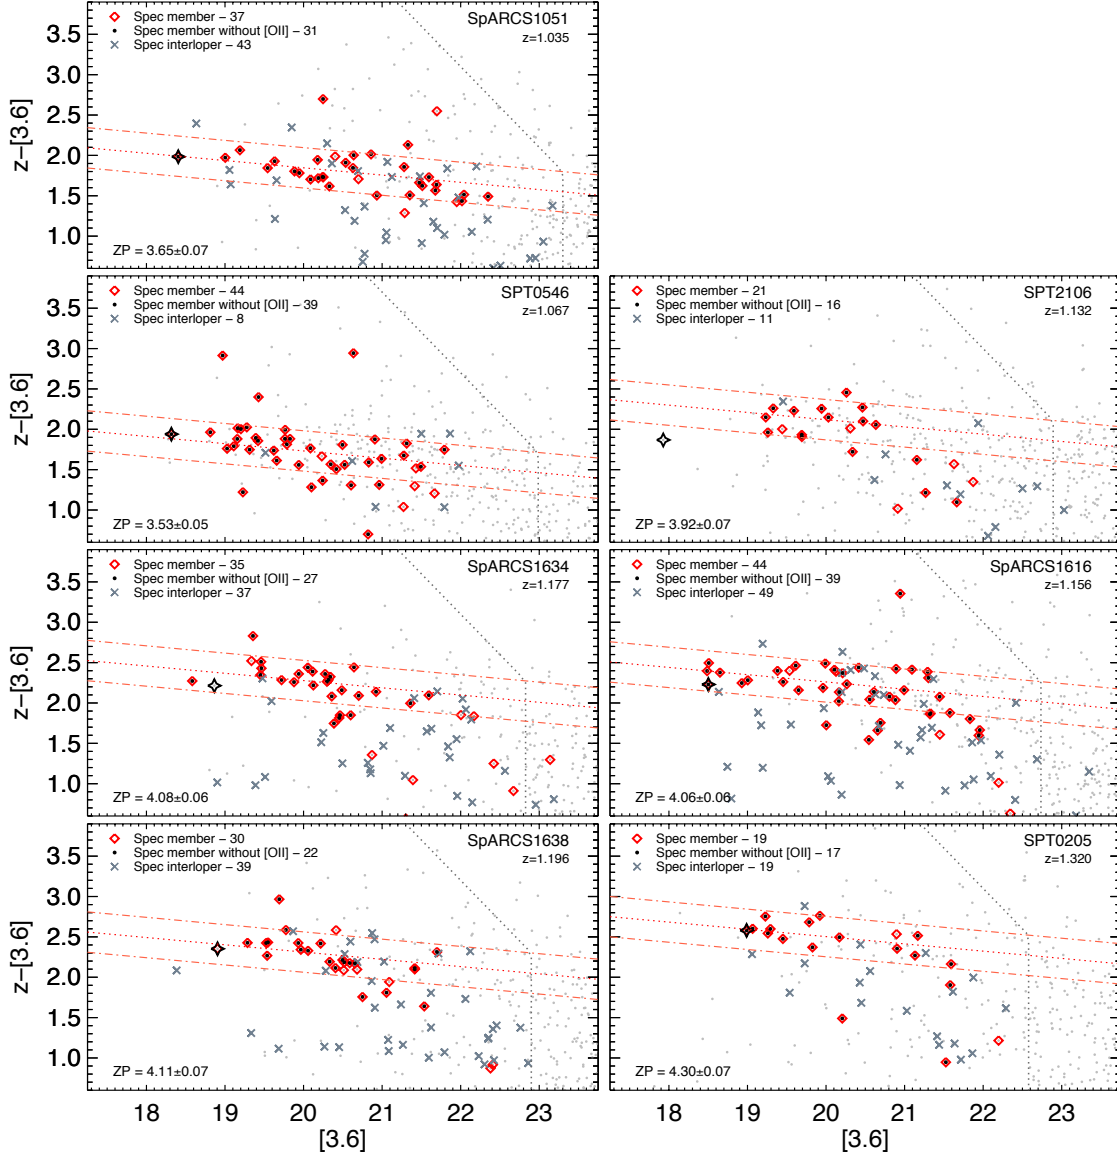 Spec member – 37
Spec member without [OII] – 31
Spec interloper – 43
SpARCS1051
z=1.035
ZP = 3.65±0.07
z–[3.6]
3.5
3.0
2.5
2.0
1.5
1.0
Spec member – 44
Spec member without [OII] – 39
Spec interloper – 8
SPT0546
z=1.067
ZP = 3.53±0.05
z–[3.6]
3.5
3.0
2.5
2.0
1.5
1.0
Spec member – 21
Spec member without [OII] – 16
Spec interloper – 11
SPT2106
z=1.132
ZP = 3.92±0.07
Spec member – 35
Spec member without [OII] – 27
Spec interloper – 37
SpARCS1634
z=1.177
ZP = 4.08±0.06
z–[3.6]
3.5
3.0
2.5
2.0
1.5
1.0
Spec member – 44
Spec member without [OII] – 39
Spec interloper – 49
SpARCS1616
z=1.156
ZP = 4.06±0.06
Spec member – 30
Spec member without [OII] – 22
Spec interloper – 39
SpARCS1638
z=1.196
ZP = 4.11±0.07
z–[3.6]
3.5
3.0
2.5
2.0
1.5
1.0
18 19 20 21 22 23
[3.6]
Spec member – 19
Spec member without [OII] – 17
Spec interloper – 19
SPT0205
z=1.320
ZP = 4.30±0.07
18 19 20 21 22 23
[3.6]